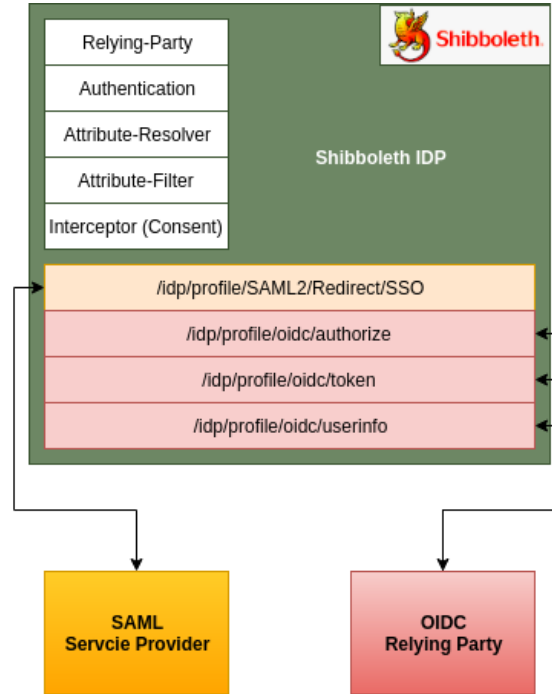 Relying-Party
Shibboleth.
Authentication
Attribute-Resolver
Shibboleth IDP
Attribute-Filter
Interceptor (Consent)
/idp/profile/SAML2/Redirect/SSO
/idp/profile/oidc/authorize
/idp/profile/oidc/token
/idp/profile/oidc/userinfo
SAML
Servcie Provider
OIDC
Relying Party